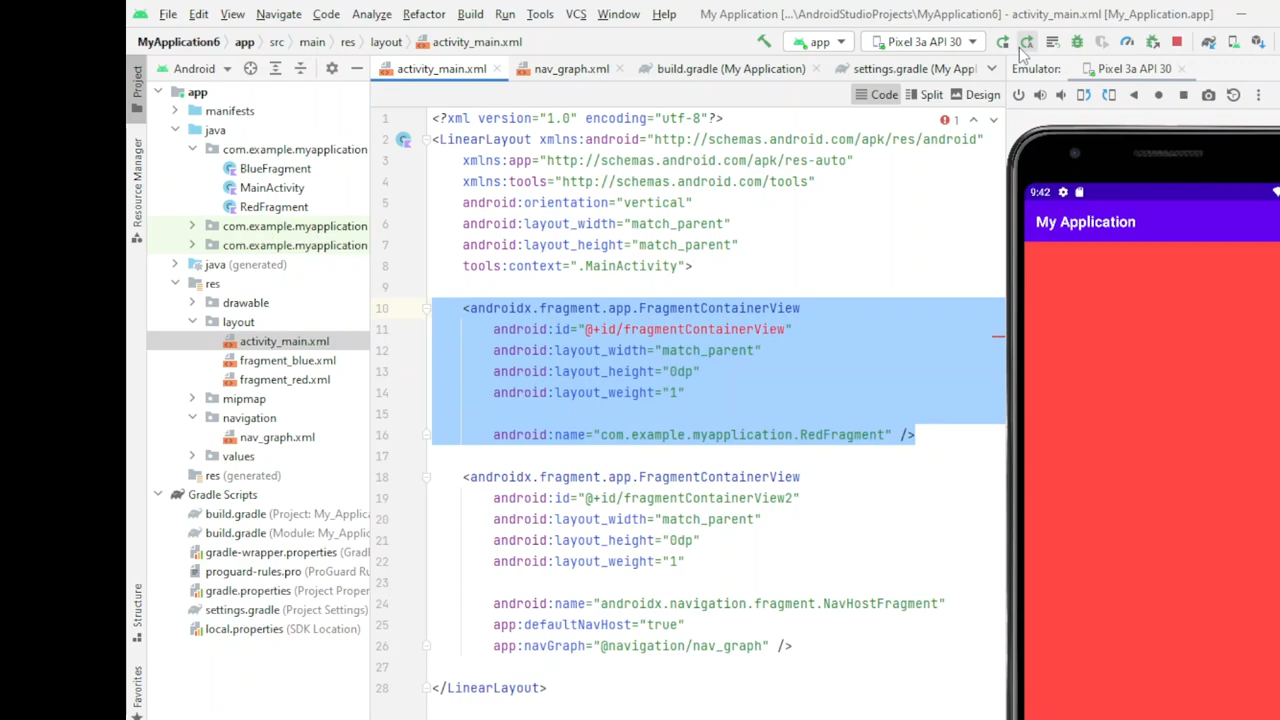 File Edit View Navigate Code Analyze Refactor Build Run Tools VCS Window Help My Application [...\AndroidStudioProjects\MyApplication6] - activity_main.xml [My_Application.app]
MyApplication6 app src main res layout activity_main.xml app Pixel 3a API 30
Project
Resource Manager
Structure
Favorites
Android
app
manifests
java
com.example.myapplication
BlueFragment
MainActivity
RedFragment
com.example.myapplication
com.example.myapplication
java (generated)
res
drawable
layout
activity_main.xml
fragment_blue.xml
fragment_red.xml
mipmap
navigation
nav_graph.xml
values
res (generated)
Gradle Scripts
build.gradle (Project: My_Applic
build.gradle (Module: My_Applic
gradle-wrapper.properties (Grad
proguard-rules.pro (ProGuard Ru
gradle.properties (Project Proper
settings.gradle (Project Settings)
local.properties (SDK Location)
activity_main.xml nav_graph.xml build.gradle (My Application) settings.gradle (My Appl
Code Split Design
1
1 <?xml version="1.0" encoding="utf-8"?>
2 <LinearLayout xmlns:android="http://schemas.android.com/apk/res/android"
3 xmlns:app="http://schemas.android.com/apk/res-auto"
4 xmlns:tools="http://schemas.android.com/tools"
5 android:orientation="vertical"
6 android:layout_width="match_parent"
7 android:layout_height="match_parent"
8 tools:context=".MainActivity">
9
10 <androidx.fragment.app.FragmentContainerView
11 android:id="@+id/fragmentContainerView"
12 android:layout_width="match_parent"
13 android:layout_height="0dp"
14 android:layout_weight="1"
15
16 android:name="com.example.myapplication.RedFragment" />
17
18 <androidx.fragment.app.FragmentContainerView
19 android:id="@+id/fragmentContainerView2"
20 android:layout_width="match_parent"
21 android:layout_height="0dp"
22 android:layout_weight="1"
23
24 android:name="androidx.navigation.fragment.NavHostFragment"
25 app:defaultNavHost="true"
26 app:navGraph="@navigation/nav_graph" />
27
28 </LinearLayout>
Emulator: Pixel 3a API 30
9:42
My Application